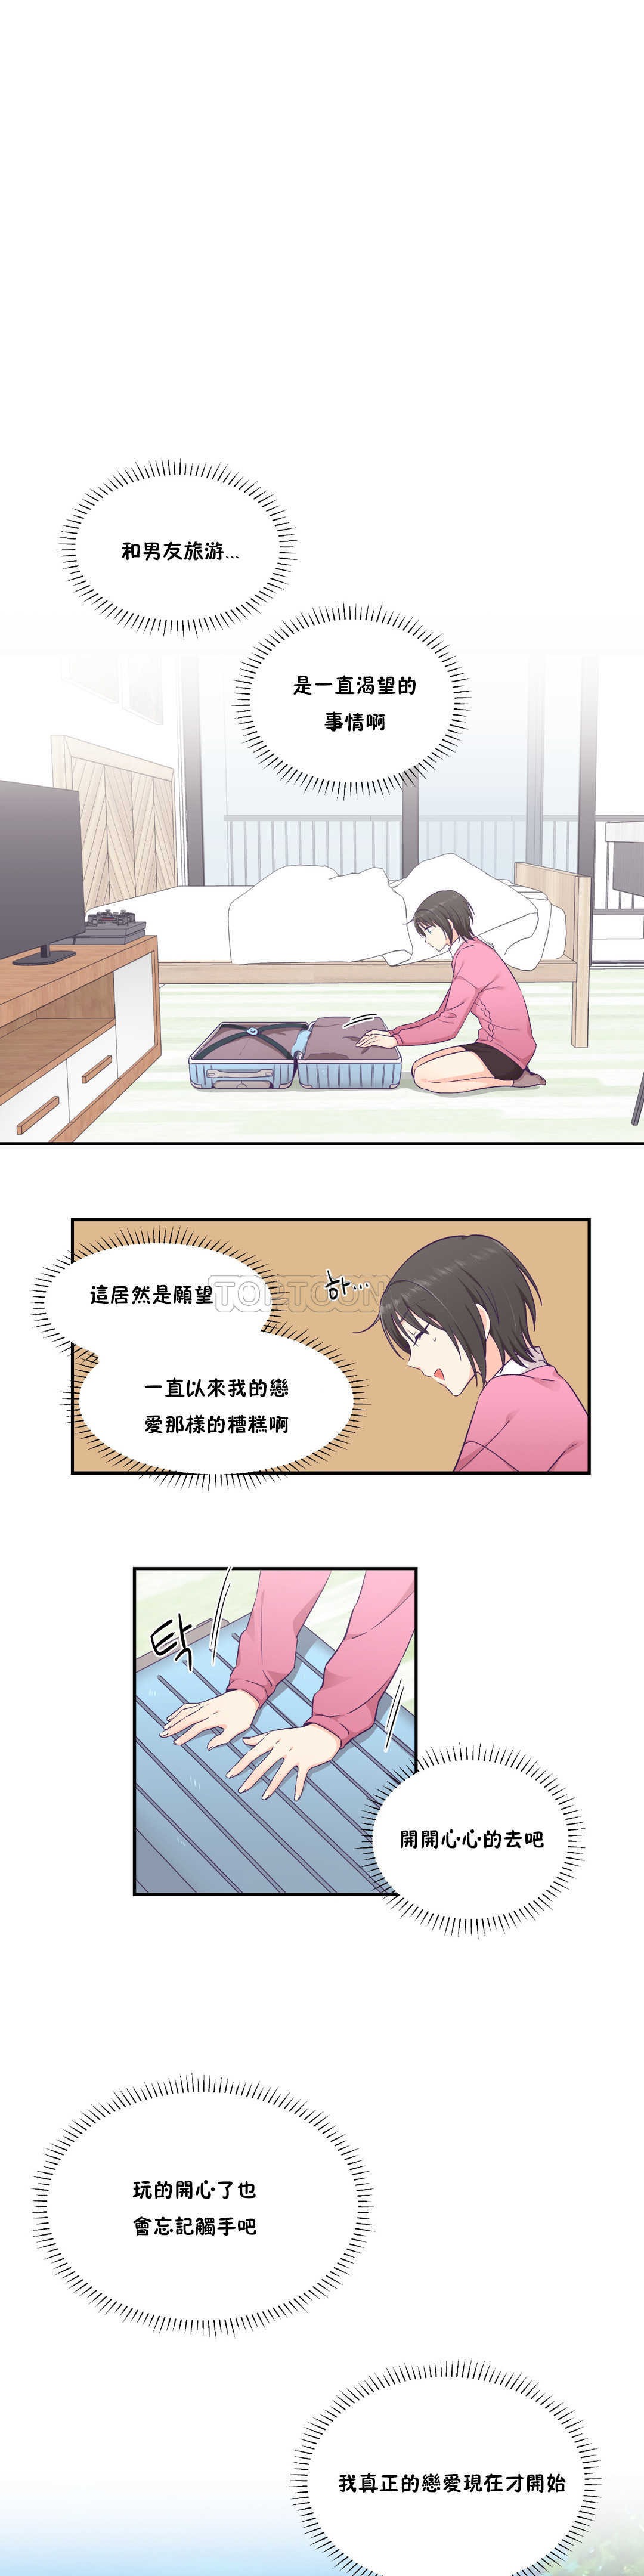 和男友旅游...
是一直渴望的
事情啊
這居然是願望
TOPTOON
하...
一直以來我的戀
愛那樣的糟糕啊
탁
開開心心的去吧
玩的開心了也
會忘記觸手吧
我真正的戀愛現在才開始